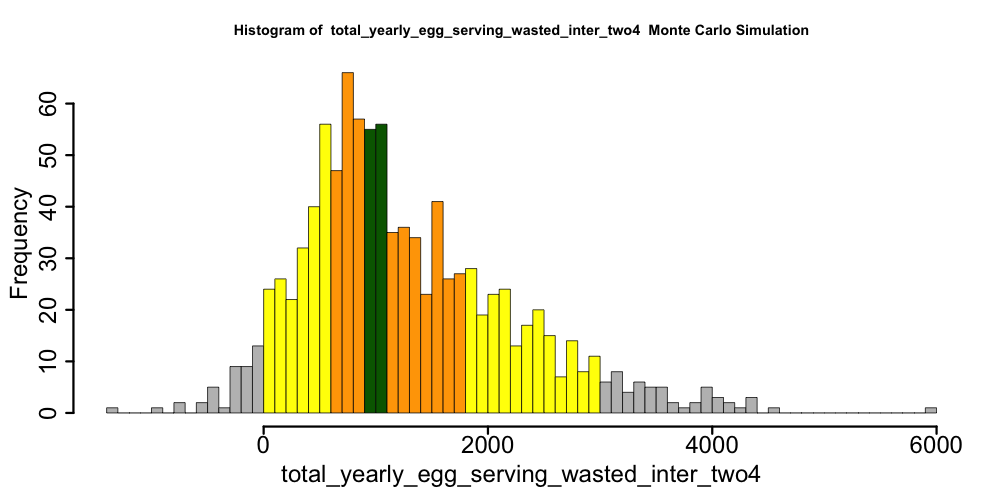 Histogram of  total_yearly_egg_serving_wasted_inter_two4  Monte Carlo Simulation
Frequency
60
50
40
30
20
10
0
0 2000 4000 6000
total_yearly_egg_serving_wasted_inter_two4